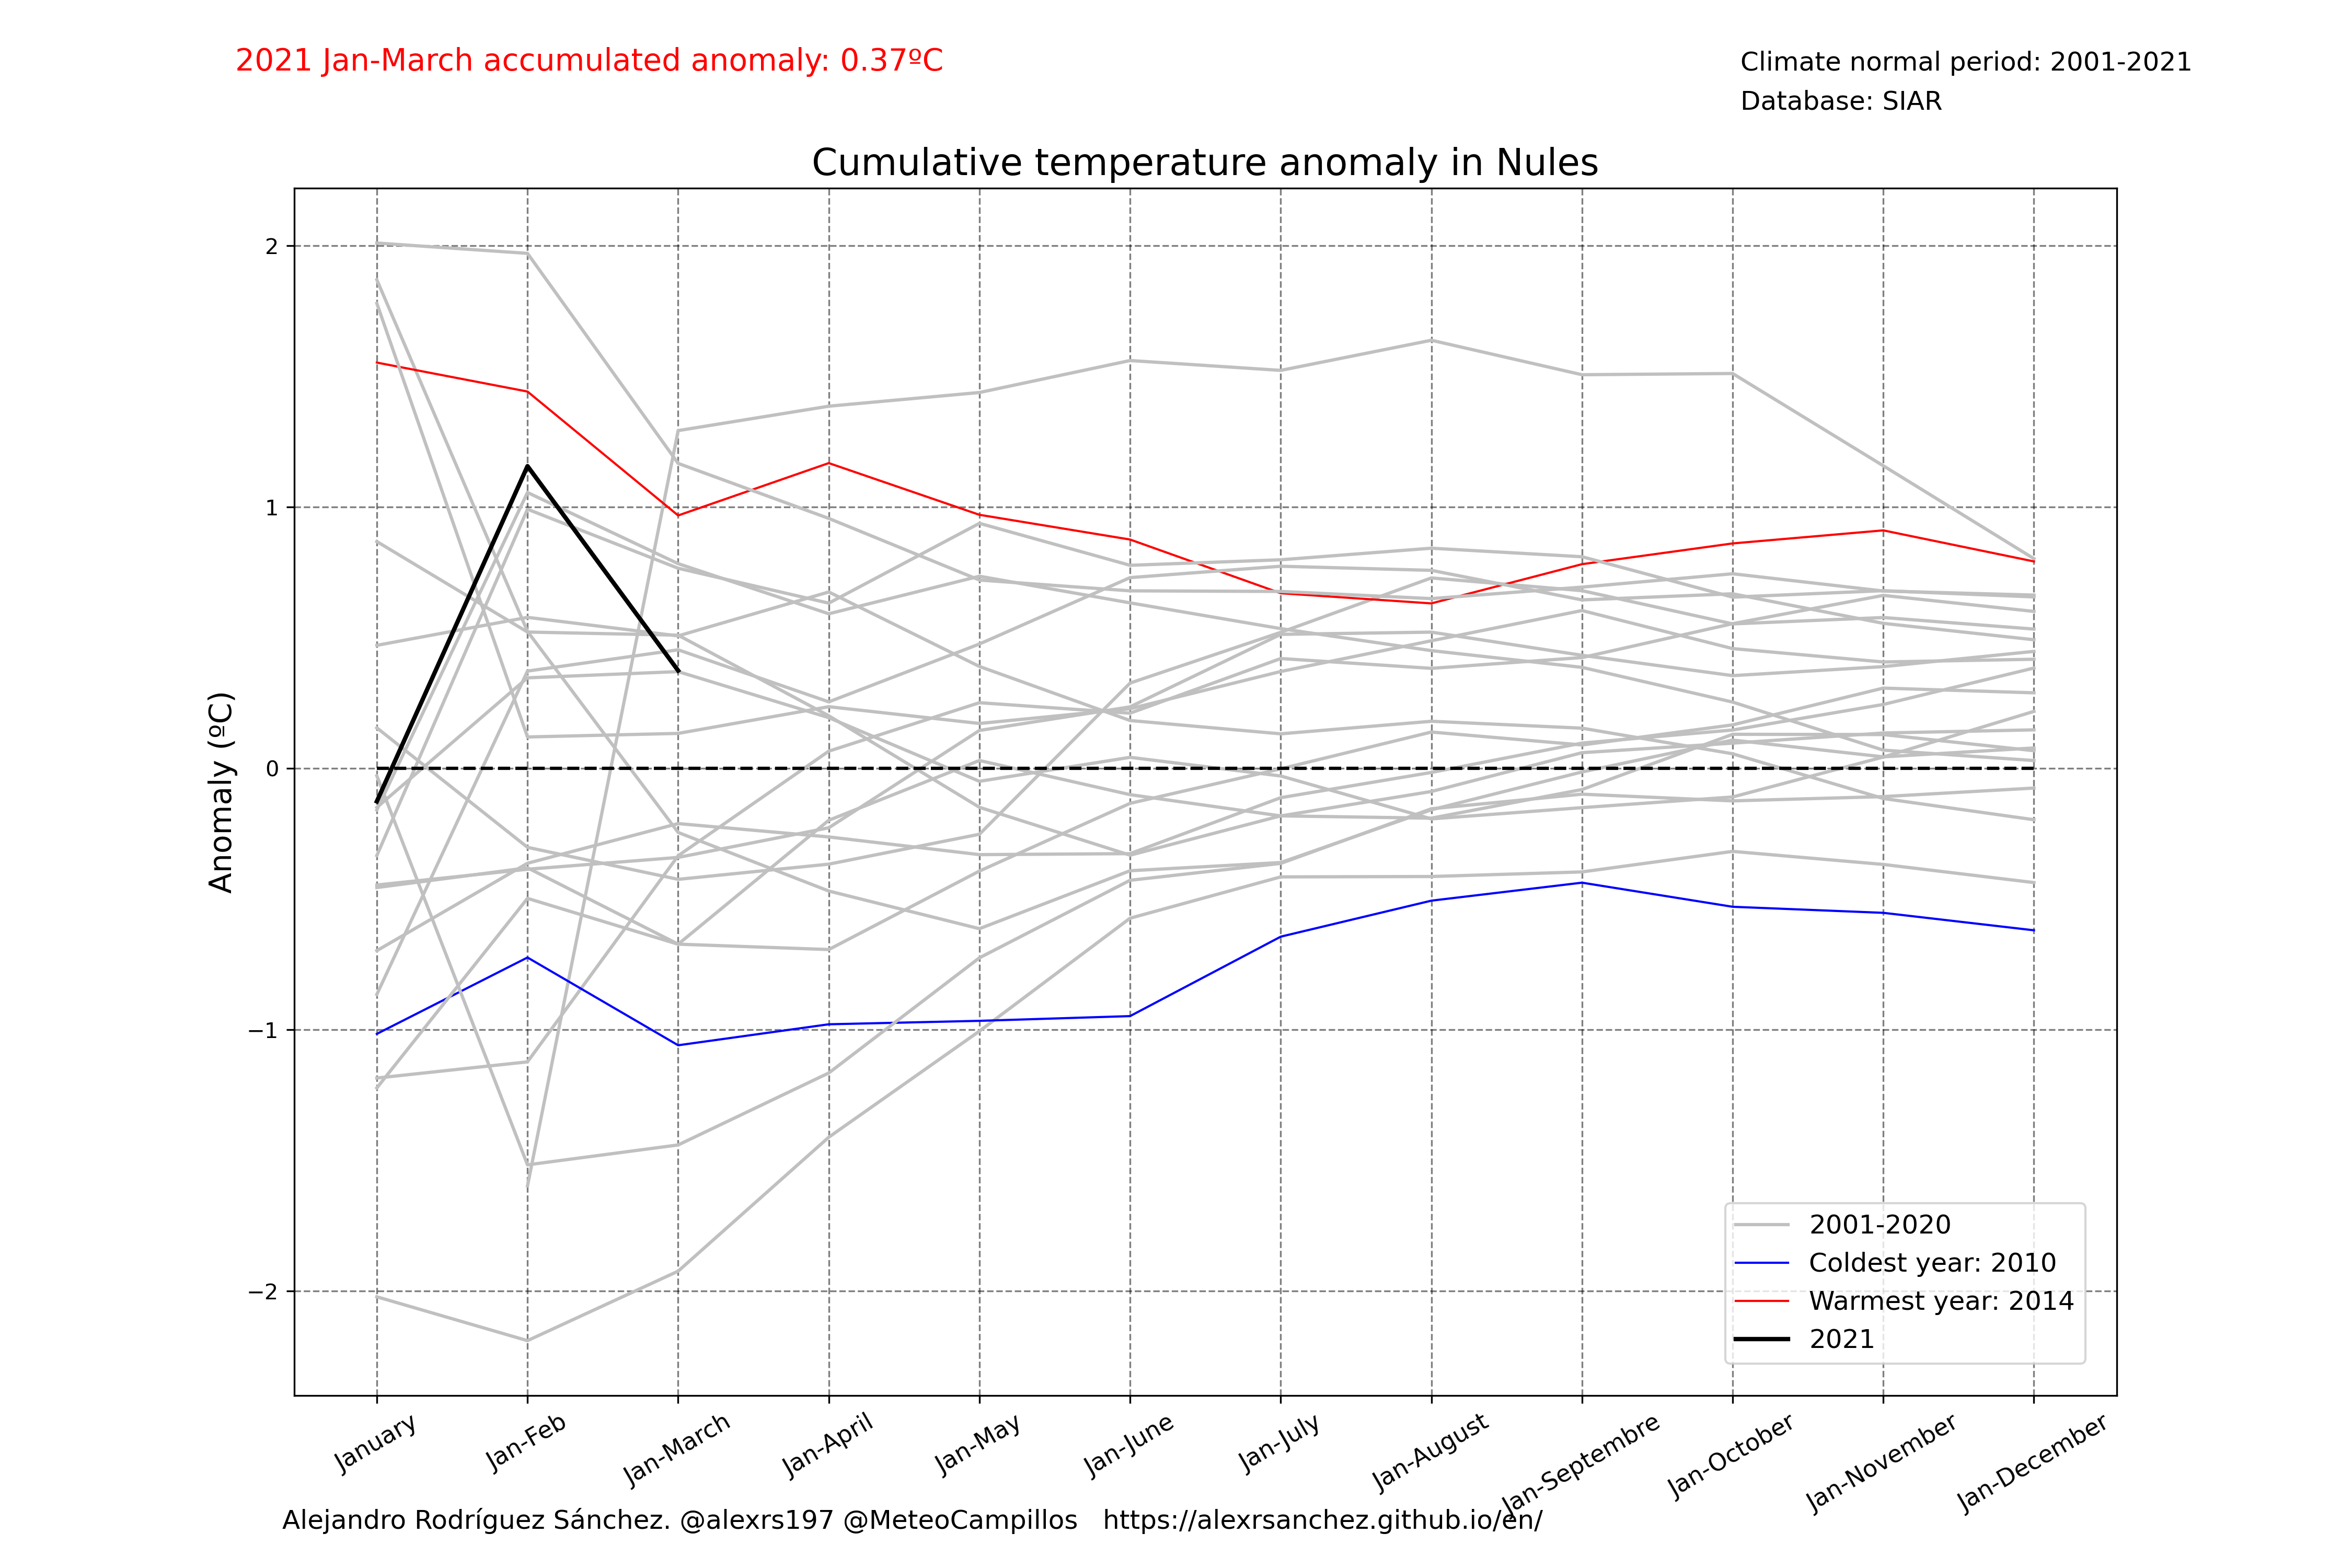 2021 Jan-March accumulated anomaly: 0.37ºC
Climate normal period: 2001-2021
Database: SIAR
Cumulative temperature anomaly in Nules
Anomaly (ºC)
2
1
0
−1
−2
2001-2020
Coldest year: 2010
Warmest year: 2014
2021
January
Jan-Feb
Jan-March
Jan-April
Jan-May
Jan-June
Jan-July
Jan-August
Jan-Septembre
Jan-October
Jan-November
Jan-December
Alejandro Rodríguez Sánchez. @alexrs197 @MeteoCampillos   https://alexrsanchez.github.io/en/